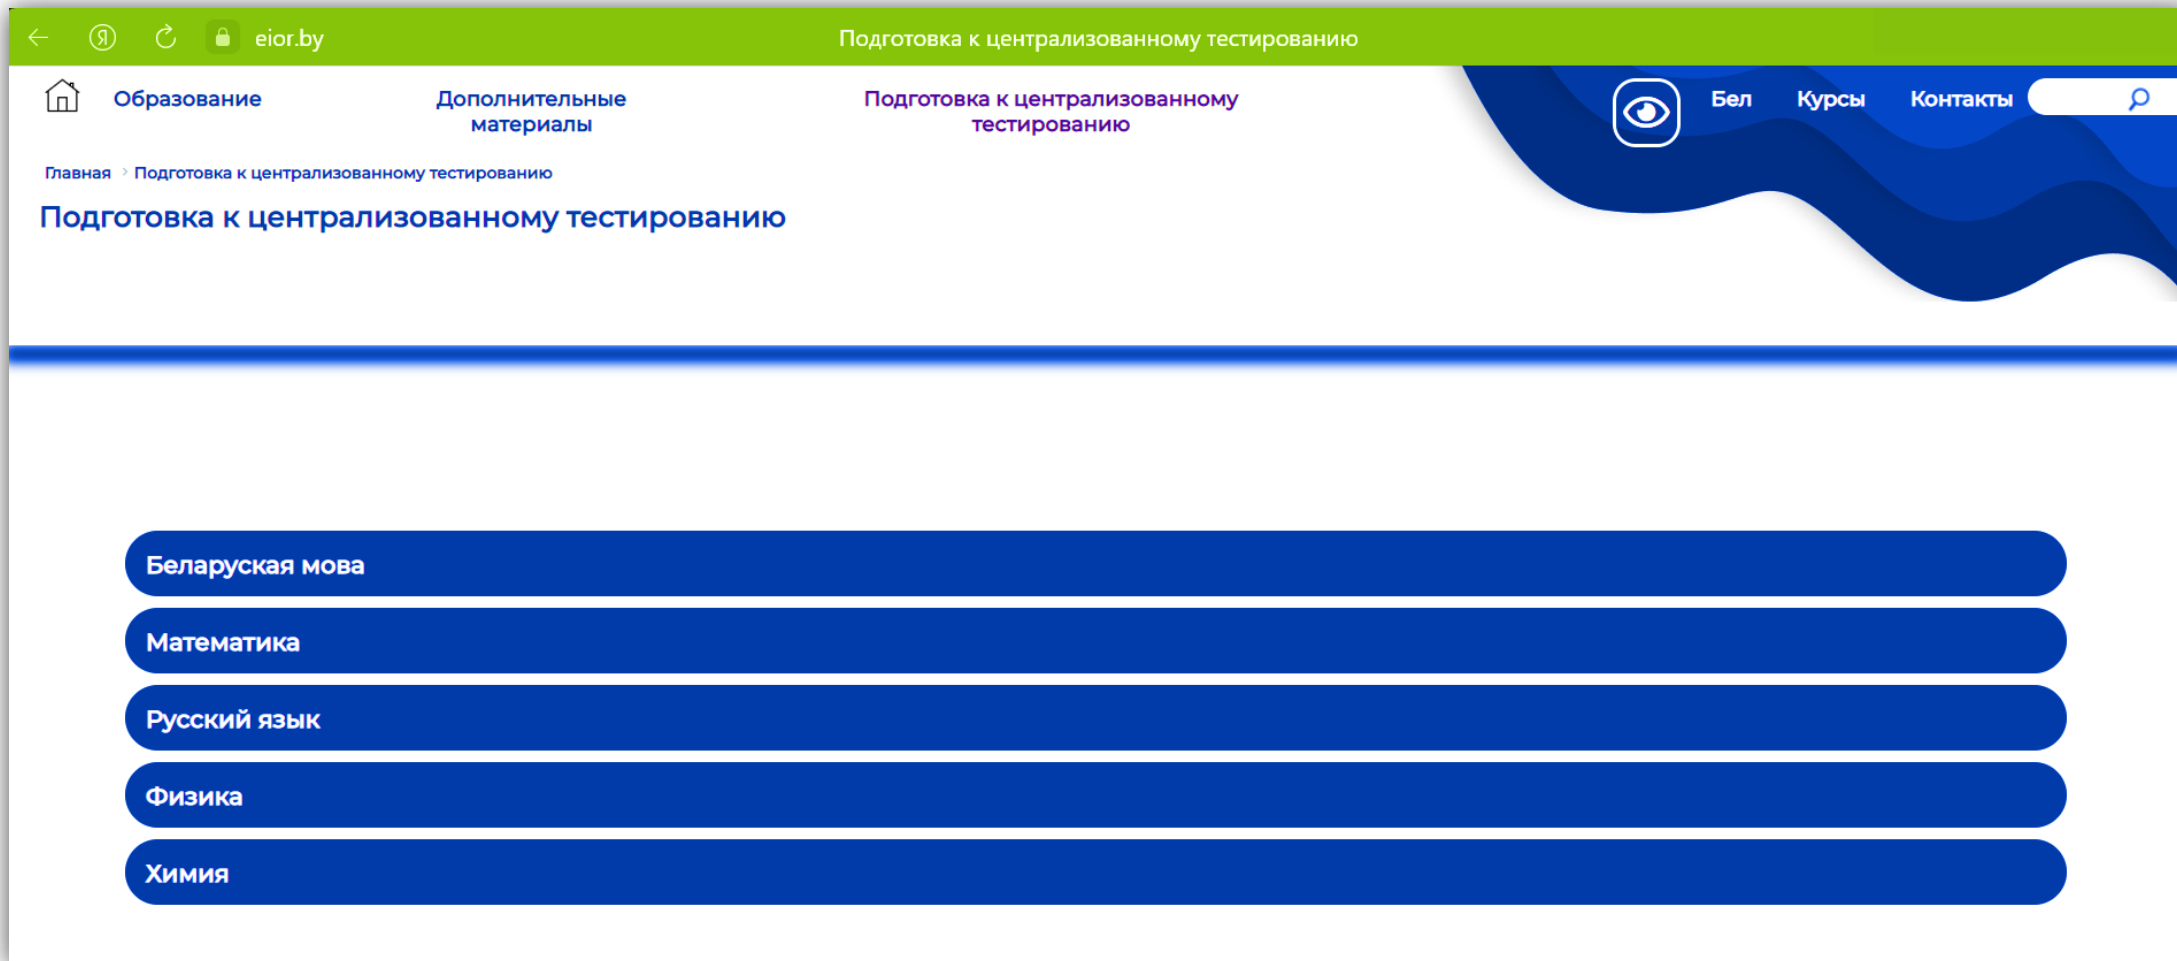 eior.by
Подготовка к централизованному тестированию
Образование
Дополнительные
материалы
Подготовка к централизованному
тестированию
Бел
Курсы
Контакты
Главная > Подготовка к централизованному тестированию
Подготовка к централизованному тестированию
Беларуская мова
Математика
Русский язык
Физика
Химия